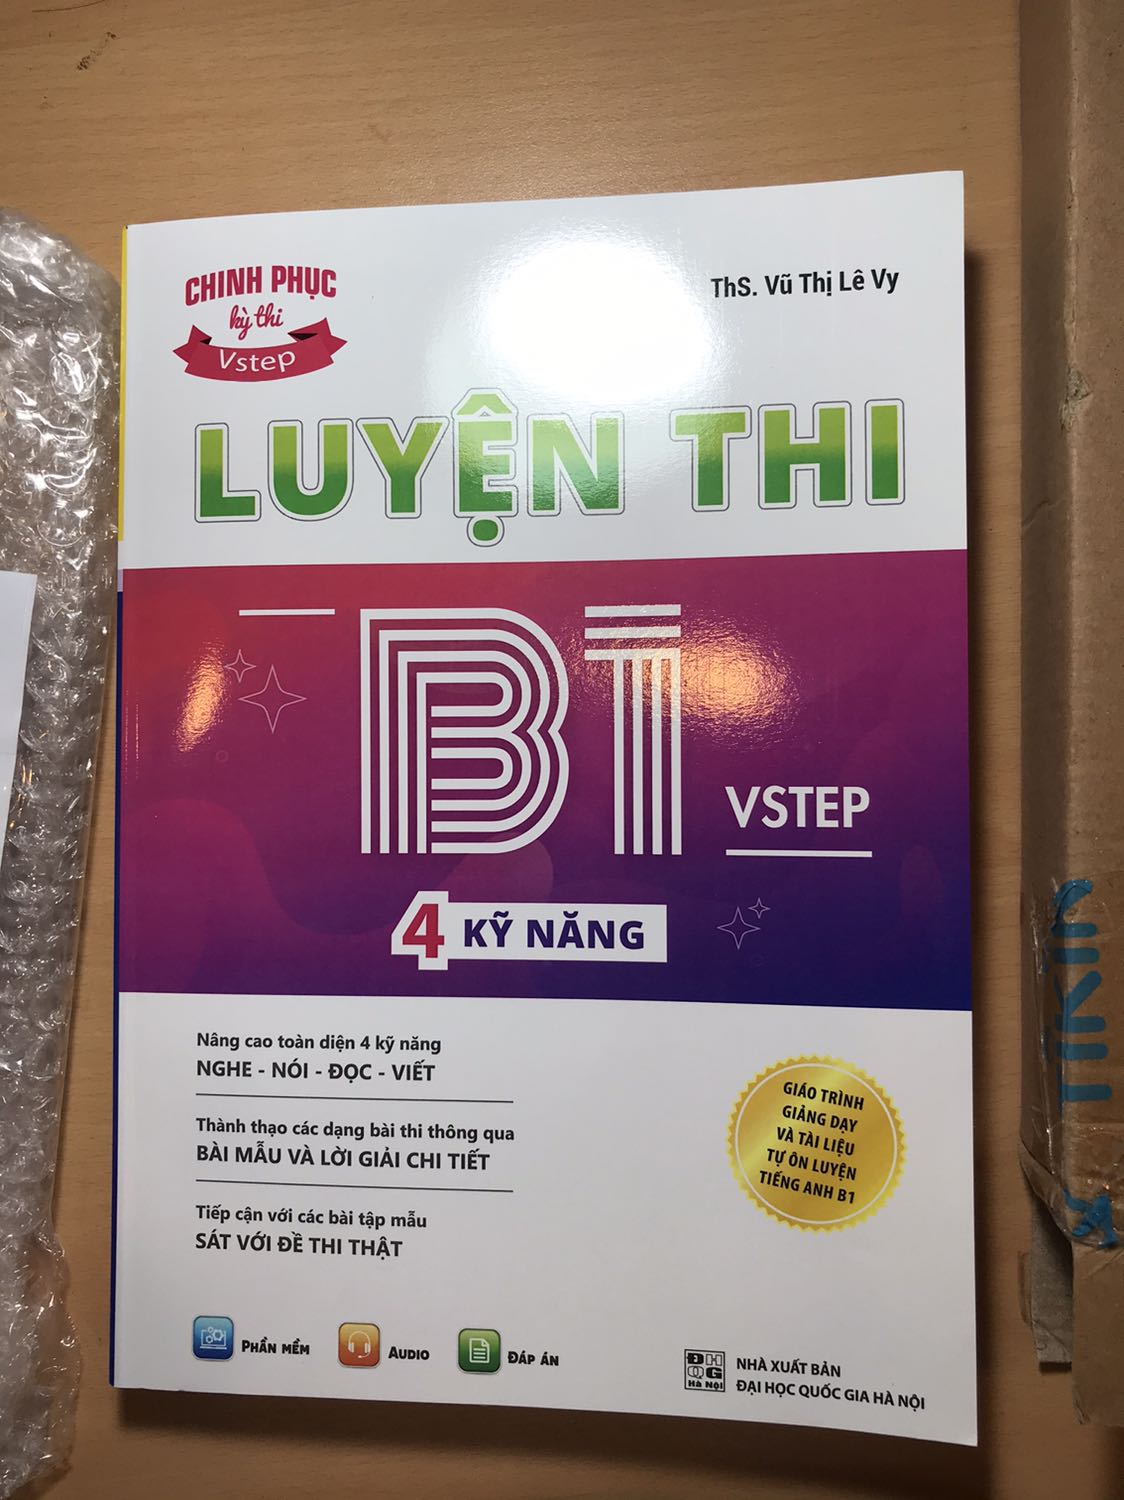 CHINH PHỤC
kỳ thi
Vstep
ThS. Vũ Thị Lê Vy
LUYỆN THI
B1
VSTEP
4 KỸ NĂNG
Nâng cao toàn diện 4 kỹ năng
NGHE - NÓI - ĐỌC - VIẾT
Thành thạo các dạng bài thi thông qua
BÀI MẪU VÀ LỜI GIẢI CHI TIẾT
Tiếp cận với các bài tập mẫu
SÁT VỚI ĐỀ THI THẬT
GIÁO TRÌNH
GIẢNG DẠY
VÀ TÀI LIỆU
TỰ ÔN LUYỆN
TIẾNG ANH B1
PHẦN MỀM
AUDIO
ĐÁP ÁN
ĐH
QG
Hà Nội
NHÀ XUẤT BẢN
ĐẠI HỌC QUỐC GIA HÀ NỘI